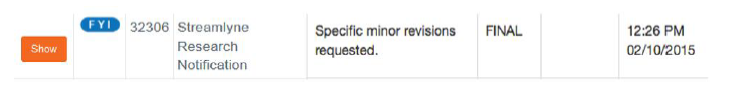 Show FYI 32306 Streamlyne Specific minor revisions FINAL 12:26 PM
Research requested. 02/10/2015
Notification